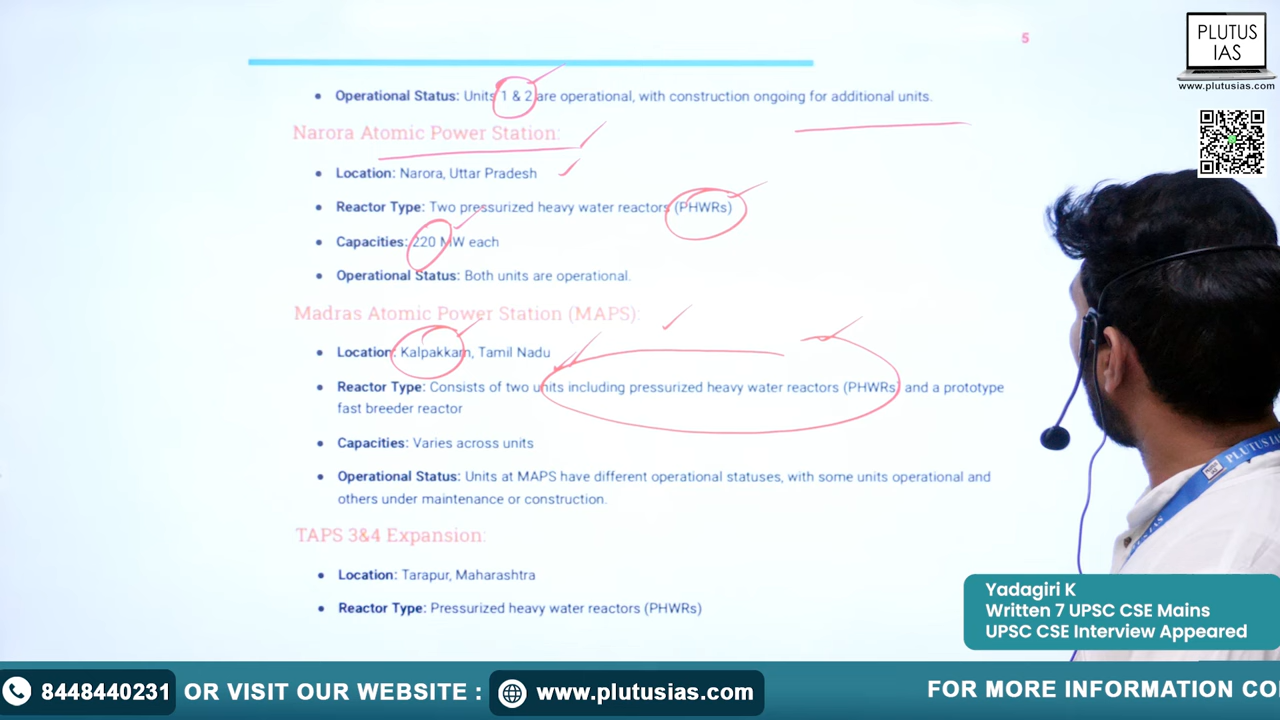 5
PLUTUS
IAS
www.plutusias.com
• Operational Status: Units 1 & 2 are operational, with construction ongoing for additional units.
Narora Atomic Power Station:
• Location: Narora, Uttar Pradesh
• Reactor Type: Two pressurized heavy water reactors (PHWRs)
• Capacities: 220 MW each
• Operational Status: Both units are operational.
Madras Atomic Power Station (MAPS):
• Location: Kalpakkam, Tamil Nadu
• Reactor Type: Consists of two units including pressurized heavy water reactors (PHWRs) and a prototype
fast breeder reactor
• Capacities: Varies across units
• Operational Status: Units at MAPS have different operational statuses, with some units operational and
others under maintenance or construction.
TAPS 3&4 Expansion:
• Location: Tarapur, Maharashtra
• Reactor Type: Pressurized heavy water reactors (PHWRs)
PLUTUS IAS
Yadagiri K
Written 7 UPSC CSE Mains
UPSC CSE Interview Appeared
8448440231 OR VISIT OUR WEBSITE : www.plutusias.com FOR MORE INFORMATION CO